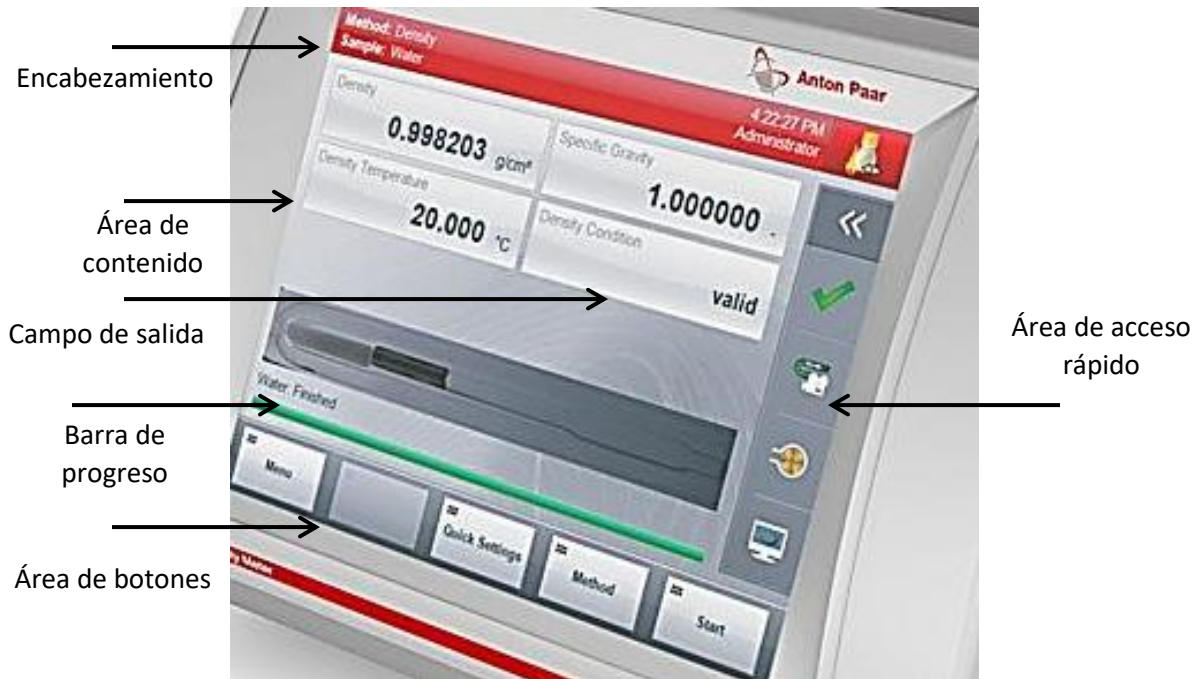 Encabezamiento
Área de
contenido
Campo de salida
Barra de
progreso
Área de botones
Method: Density
Sample: Water
Anton Paar
4:22:27 PM
Administrator
Density
0.998203 g/cm³
Specific Gravity
1.000000 -
Density Temperature
20.000 °C
Density Condition
valid
Water: Finished
Menu
Quick Settings
Method
Start
Área de acceso
rápido